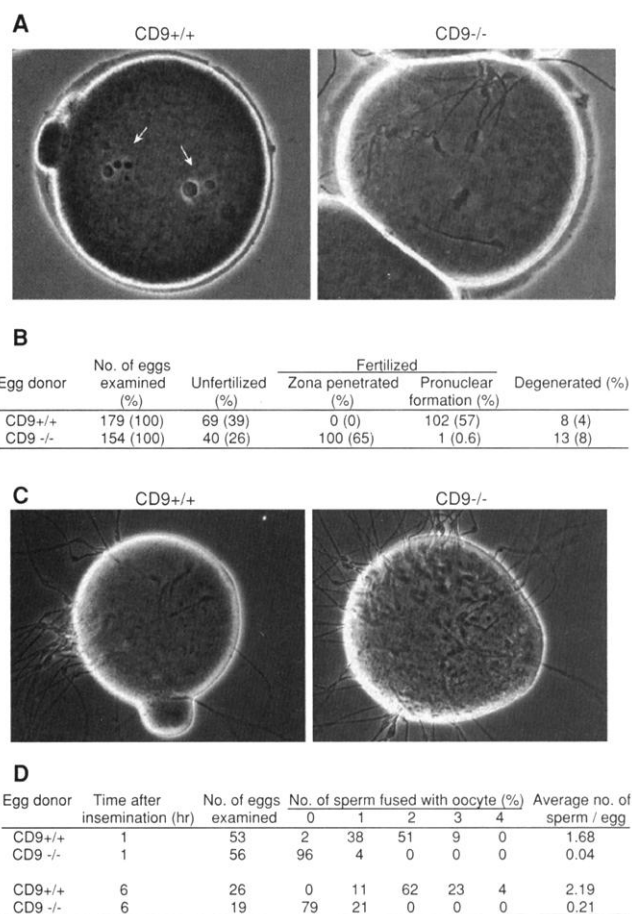 A
CD9+/+ CD9-/-
B
No. of eggs Fertilized
Egg donor examined Unfertilized Zona penetrated Pronuclear Degenerated (%)
(%) (%) (%) formation (%)
CD9+/+ 179 (100) 69 (39) 0 (0) 102 (57) 8 (4)
CD9 -/- 154 (100) 40 (26) 100 (65) 1 (0.6) 13 (8)
C
CD9+/+ CD9-/-
D
Egg donor Time after No. of eggs No. of sperm fused with oocyte (%) Average no. of
insemination (hr) examined 0 1 2 3 4 sperm / egg
CD9+/+ 1 53 2 38 51 9 0 1.68
CD9 -/- 1 56 96 4 0 0 0 0.04
CD9+/+ 6 26 0 11 62 23 4 2.19
CD9 -/- 6 19 79 21 0 0 0 0.21